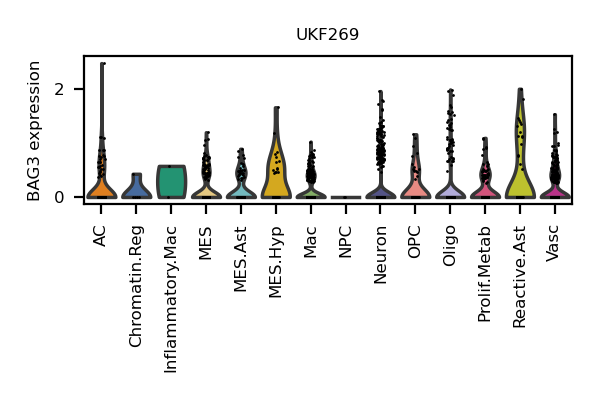 UKF269
BAG3 expression
2
0
AC
Chromatin.Reg
Inflammatory.Mac
MES
MES.Ast
MES.Hyp
Mac
NPC
Neuron
OPC
Oligo
Prolif.Metab
Reactive.Ast
Vasc